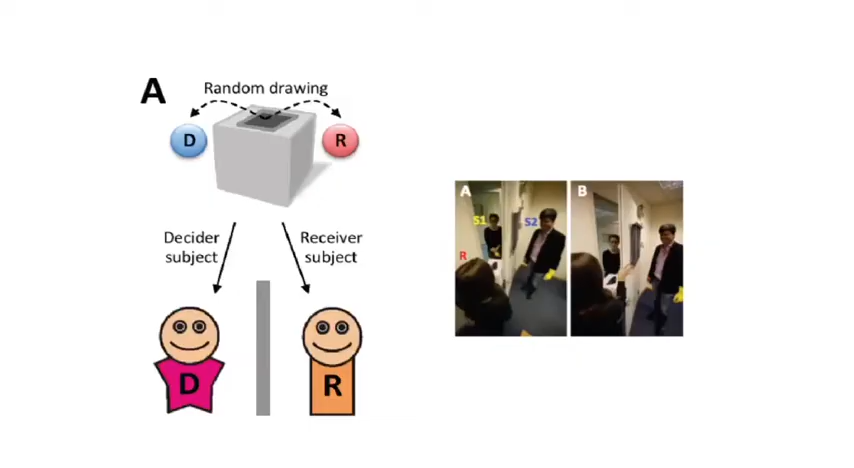 A
Random drawing
D
R
Decider
subject
Receiver
subject
D
R
A
S1
S2
R
B